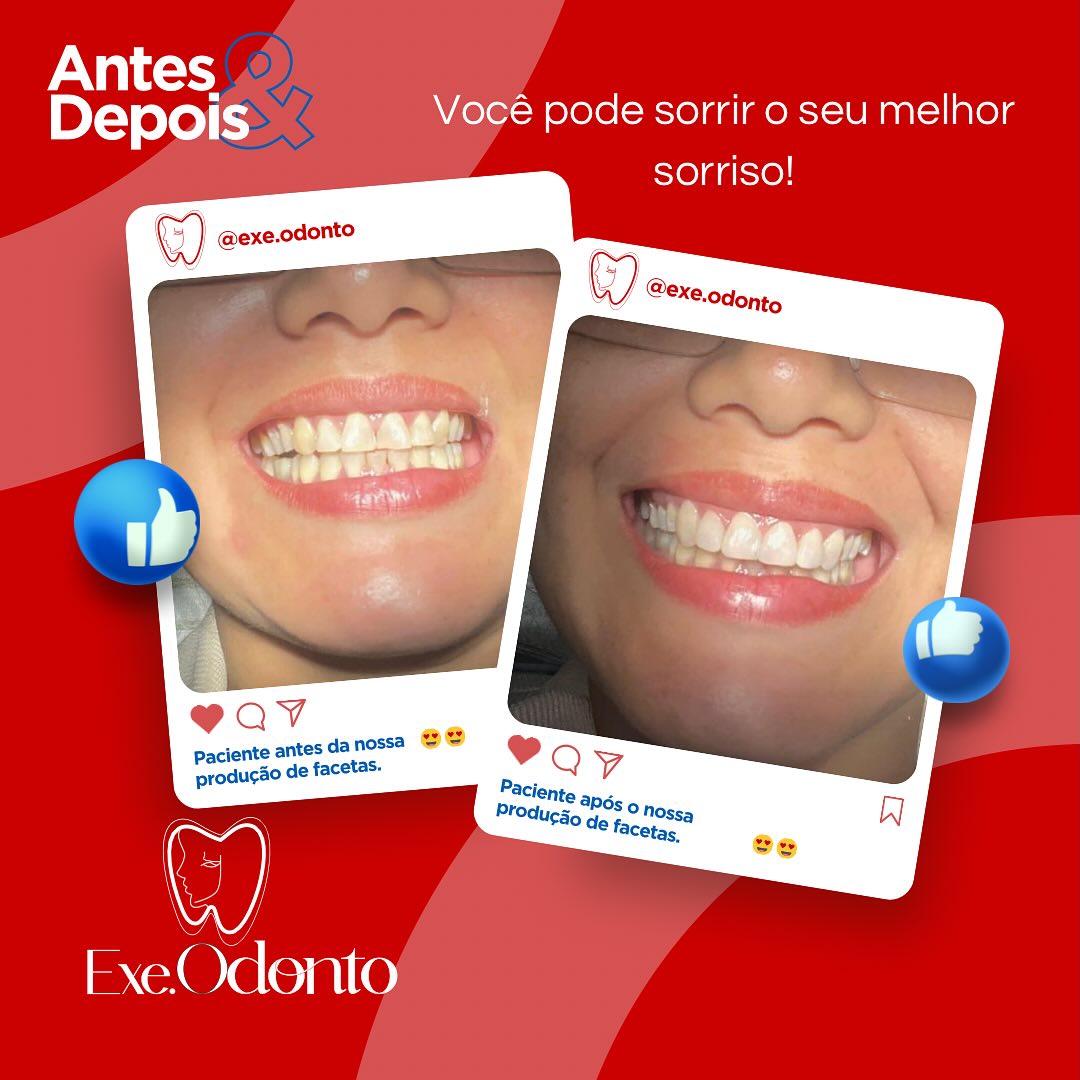 Antes &
Depois
Você pode sorrir o seu melhor
sorriso!
@exe.odonto
Paciente antes da nossa
produção de facetas.
@exe.odonto
Paciente após o nossa
produção de facetas.
Exe.Odonto